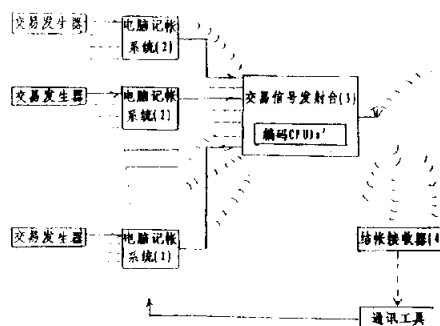 交易发生器
电脑记帐
系统(2)
交易发生器
电脑记帐
系统(2)
交易信号发射台(3)
编码CPU
交易发生器
电脑记帐
系统(1)
结帐接收器(4
通讯工具